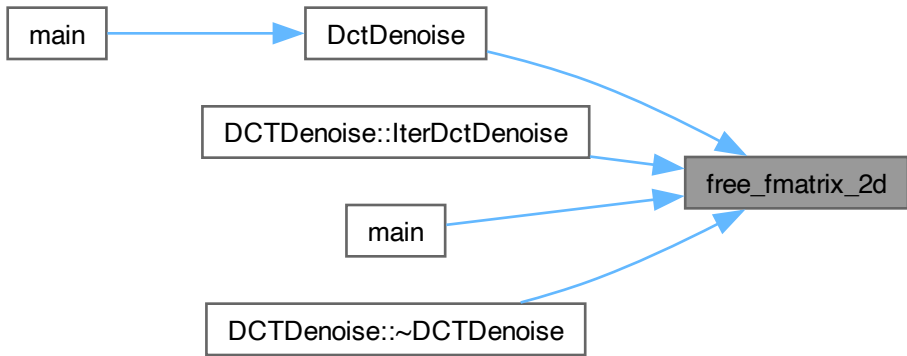 main
DctDenoise
DCTDenoise::IterDctDenoise
free_fmatrix_2d
main
DCTDenoise::~DCTDenoise